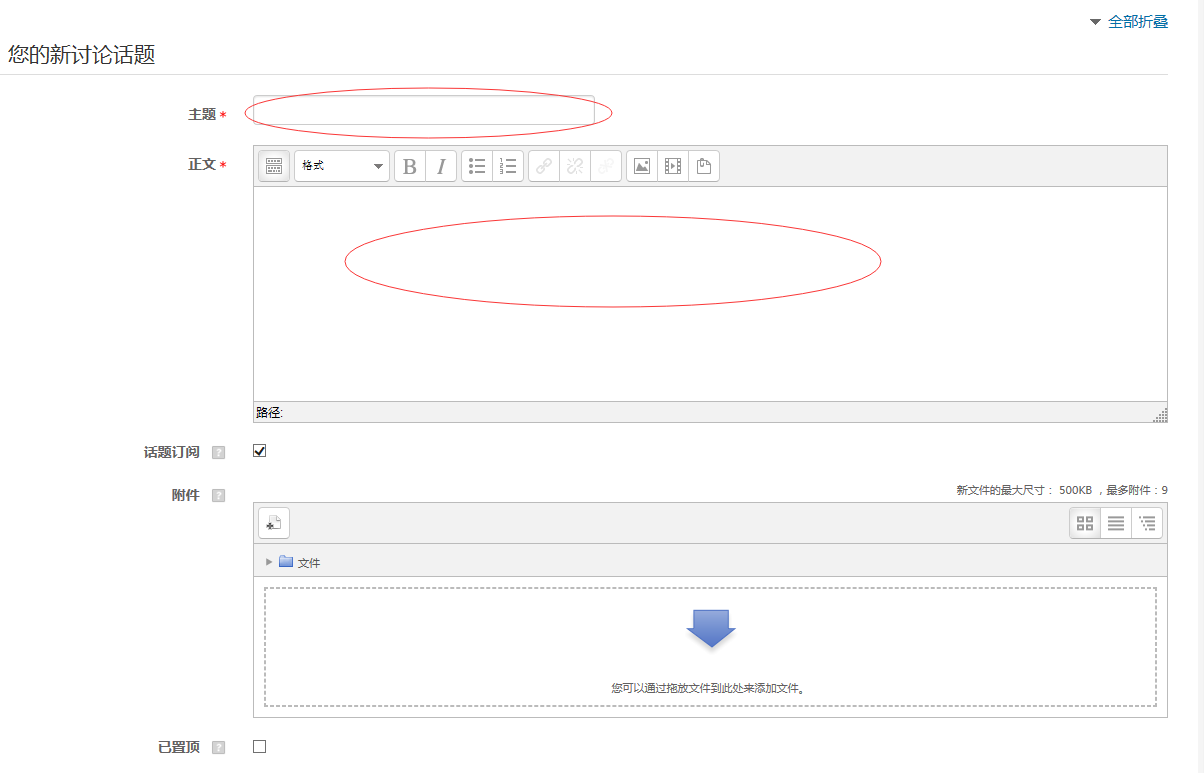 全部折叠
您的新讨论话题
主题*
正文*
格式
B I
路径:
话题订阅 ?
附件 ?
新文件的最大尺寸： 500KB ，最多附件：9
文件
您可以通过拖放文件到此处来添加文件。
已置顶 ?